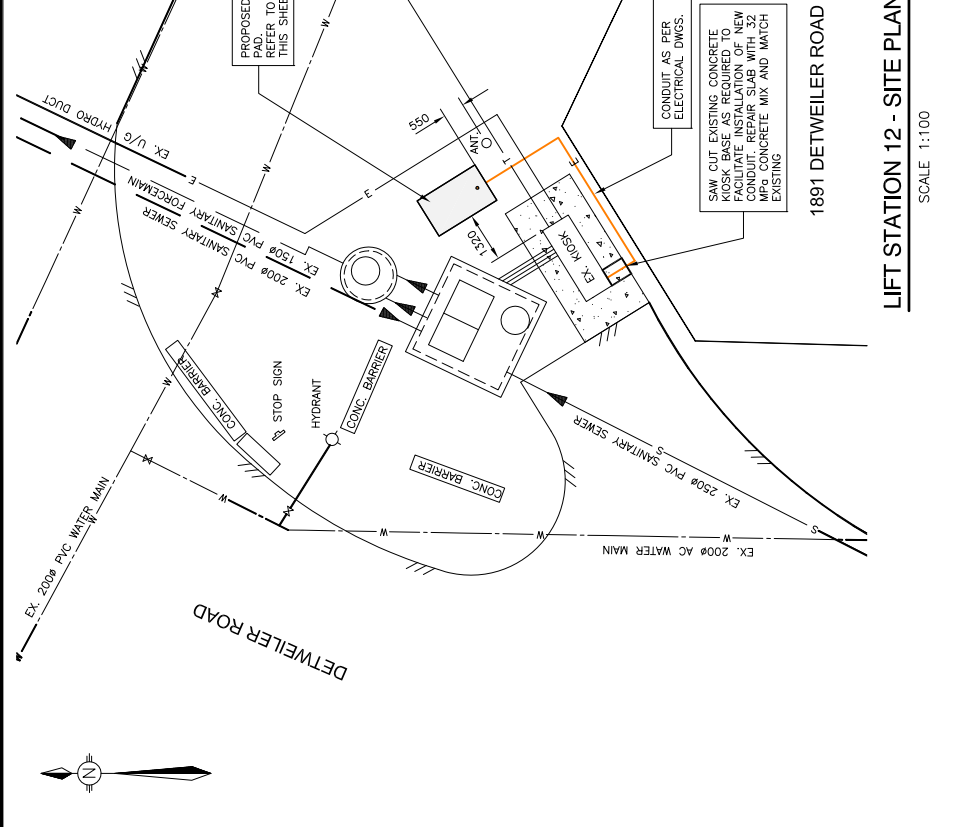 PROPOSED
PAD.
REFER TO
THIS SHEE
EX. U/G HYDRO DUCT
EX. 150ø PVC SANITARY FORCEMAIN
EX. 200ø PVC SANITARY SEWER
550
ANT.
1320
EX. KIOSK
CONDUIT AS PER
ELECTRICAL DWGS.
SAW CUT EXISTING CONCRETE
KIOSK BASE AS REQUIRED TO
FACILITATE INSTALLATION OF NEW
CONDUIT. REPAIR SLAB WITH 32
MPa CONCRETE MIX AND MATCH
EXISTING
1891 DETWEILER ROAD
LIFT STATION 12 - SITE PLAN
SCALE 1:100
CONC. BARRIER
STOP SIGN
HYDRANT
CONC. BARRIER
CONC. BARRIER
EX. 250ø PVC SANITARY SEWER
EX. 200ø PVC WATER MAIN
EX. 200ø AC WATER MAIN
DETWEILER ROAD
W
W
W
W
W
W
W
W
W
W
W
E
E
E
T
S
S
N